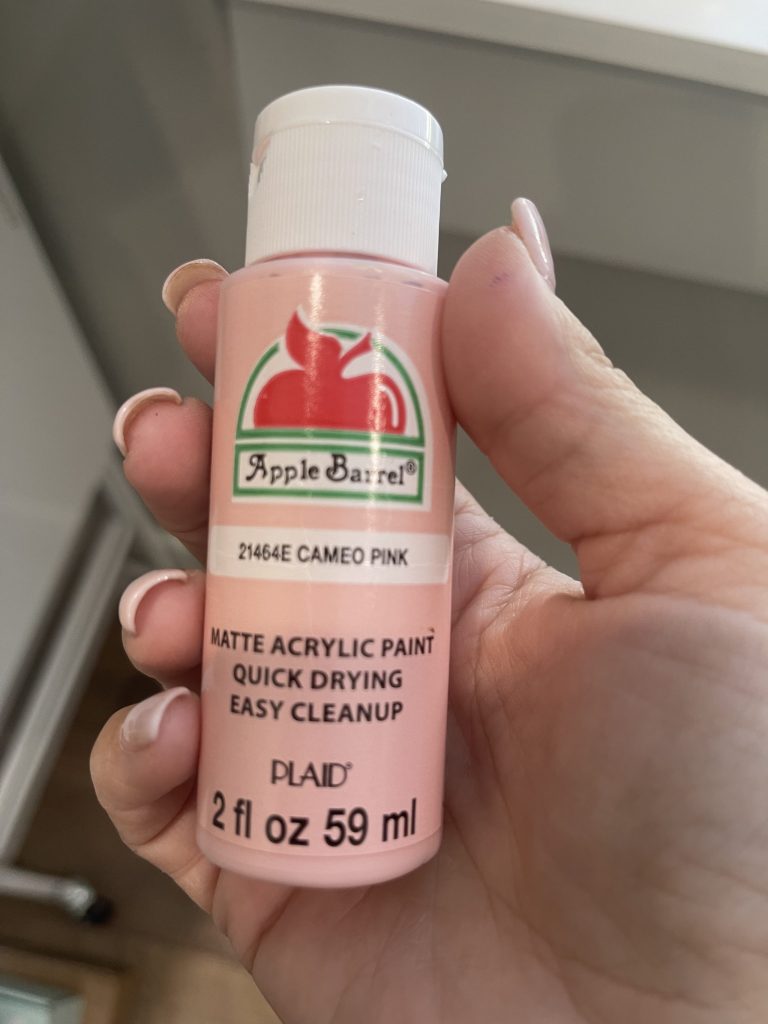 Apple Barrel®
21464E CAMEO PINK
MATTE ACRYLIC PAINT
QUICK DRYING
EASY CLEANUP
PLAID®
2 fl oz 59 ml